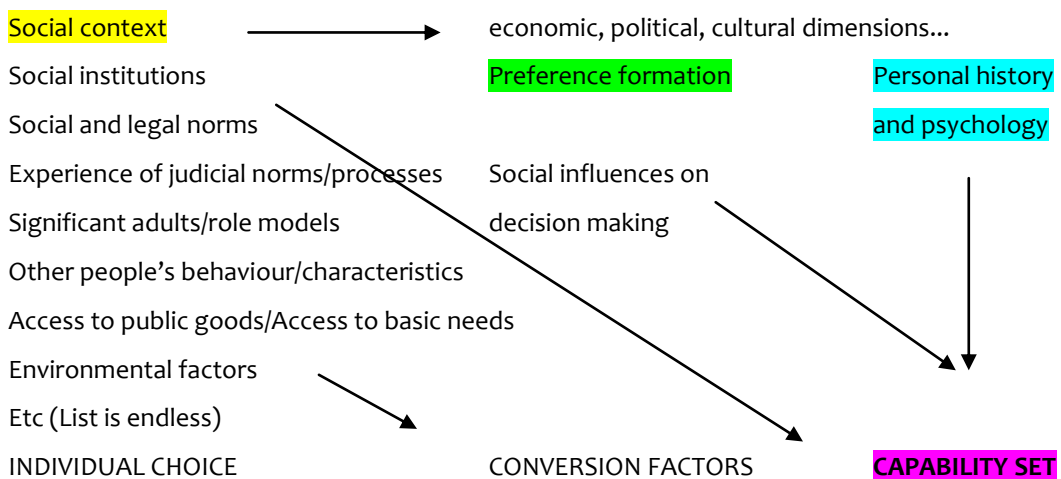 Social context economic, political, cultural dimensions...
Social institutions Preference formation Personal history
Social and legal norms and psychology
Experience of judicial norms/processes Social influences on
Significant adults/role models decision making
Other people’s behaviour/characteristics
Access to public goods/Access to basic needs
Environmental factors
Etc (List is endless)
INDIVIDUAL CHOICE CONVERSION FACTORS CAPABILITY SET